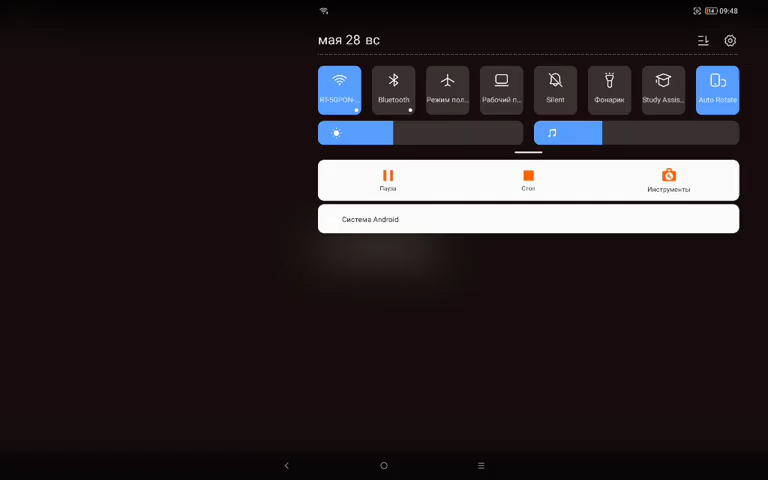 14 09:48
мая 28 вс
RT-5GPON-...
Bluetooth
Режим пол...
Рабочий п...
Silent
Фонарик
Study Assis...
Auto Rotate
Пауза
Стоп
Инструменты
Система Android